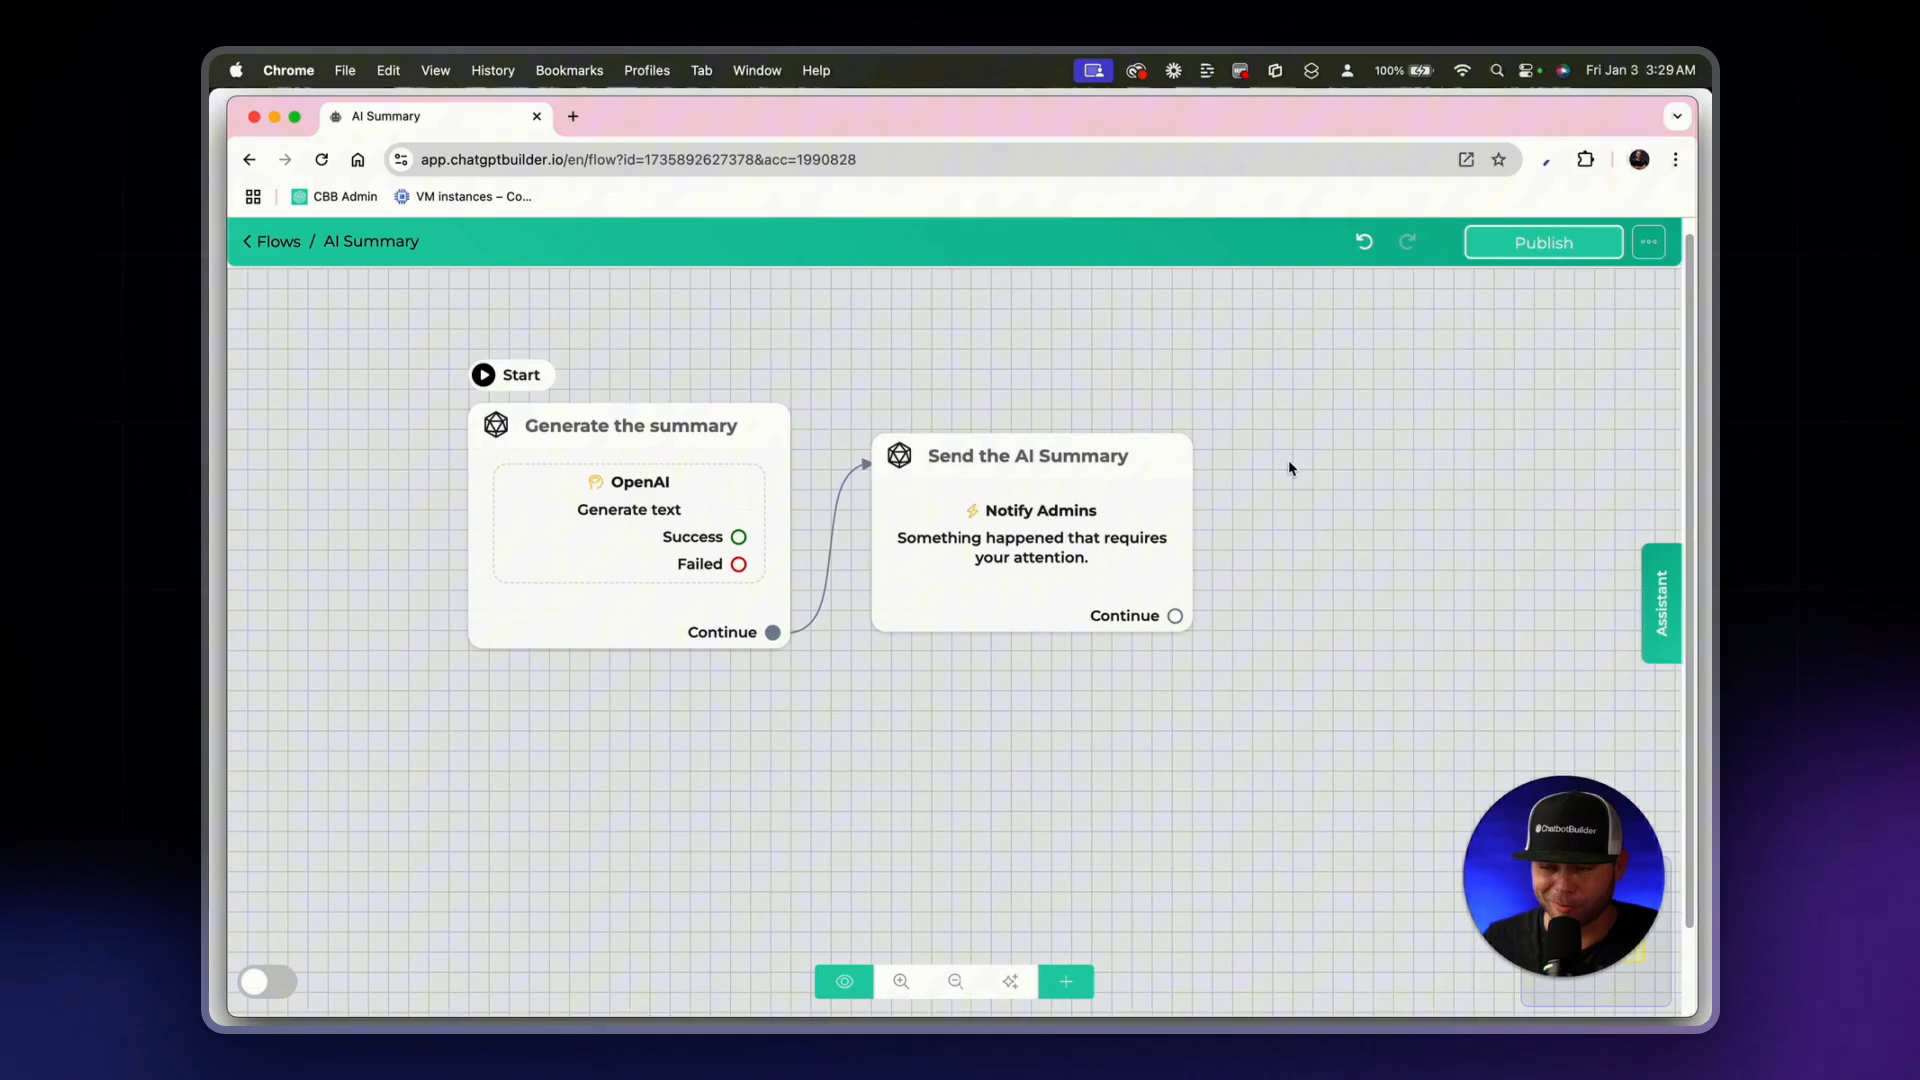 Chrome File Edit View History Bookmarks Profiles Tab Window Help 100% Fri Jan 3 3:29 AM
AI Summary
app.chatgptbuilder.io/en/flow?id=1735892627378&acc=1990828
CBB Admin VM instances – Co...
Flows / AI Summary Publish
Start
Generate the summary
OpenAI
Generate text
Success
Failed
Continue
Send the AI Summary
Notify Admins
Something happened that requires
your attention.
Continue
Assistant
ChatbotBuilder